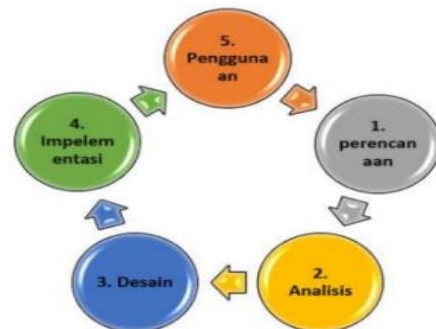 5.
Pengguna
an
1.
perencan
aan
2.
Analisis
3. Desain
4.
Impelem
entasi